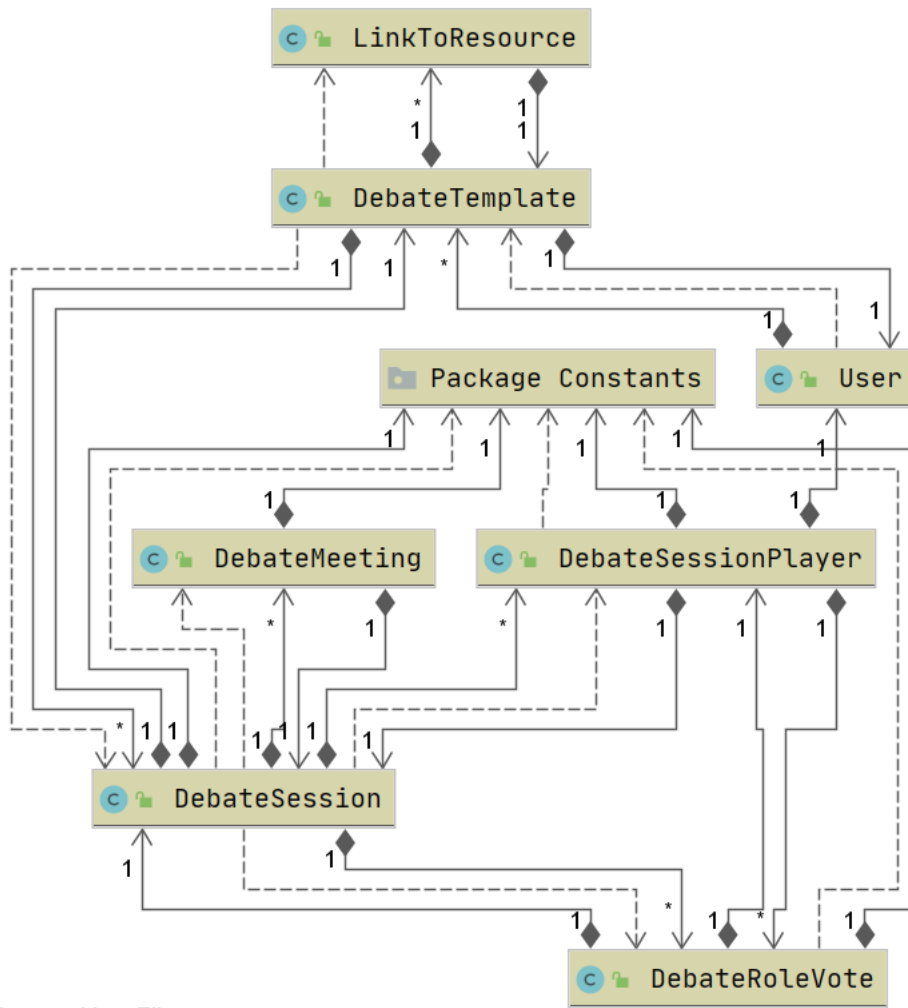 LinkToResource
* 1
1 1
DebateTemplate
1 1 * 1
1 1
Package Constants
User
1 1 1 1 1
1 1 1
DebateMeeting
DebateSessionPlayer
* 1 * 1 1 1
* 1 1 1 1 1 1
DebateSession
1 1
* 1 * 1
1
DebateRoleVote